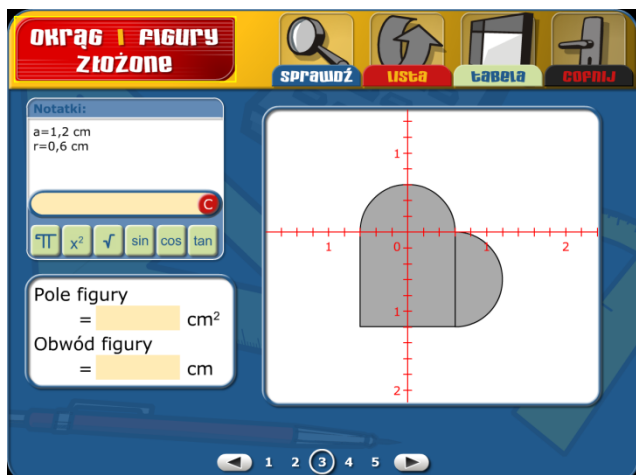 OKRĄG I FIGURY
ZŁOŻONE
SPRAWDŹ
LISTA
TABELA
COFNIJ
Notatki:
a=1,2 cm
r=0,6 cm
C
π x² √ sin cos tan
Pole figury
= cm²
Obwód figury
= cm
1
1 0 1 2
1
2
1 2 3 4 5